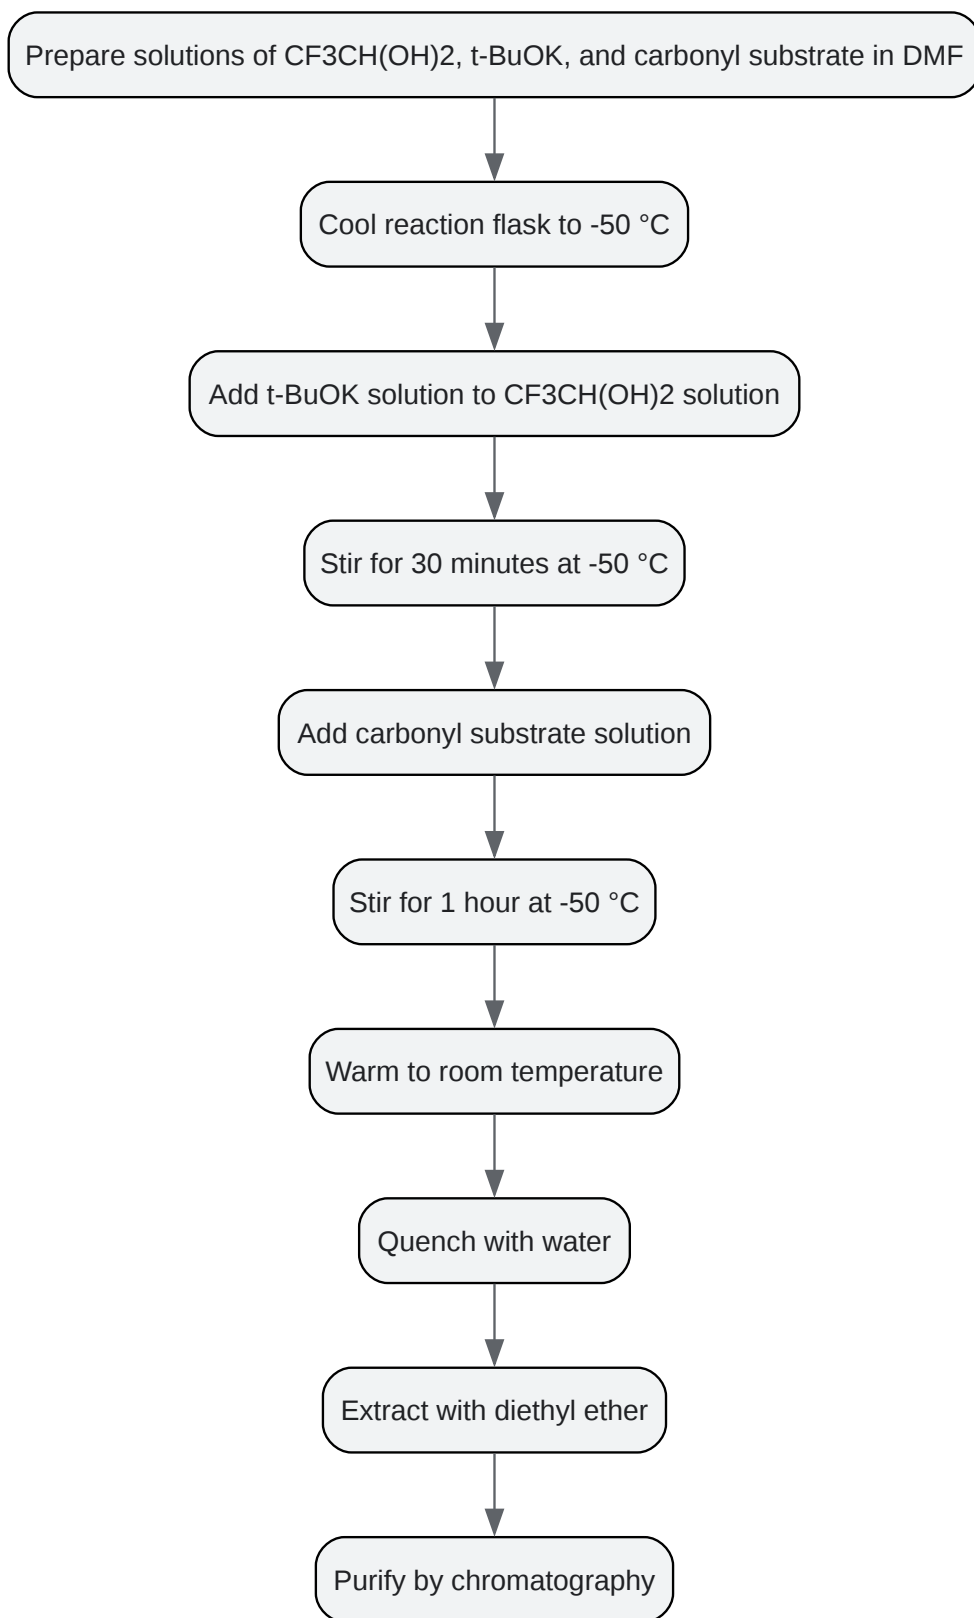 Prepare solutions of CF3CH(OH)2, t-BuOK, and carbonyl substrate in DMF
Cool reaction flask to -50 °C
Add t-BuOK solution to CF3CH(OH)2 solution
Stir for 30 minutes at -50 °C
Add carbonyl substrate solution
Stir for 1 hour at -50 °C
Warm to room temperature
Quench with water
Extract with diethyl ether
Purify by chromatography